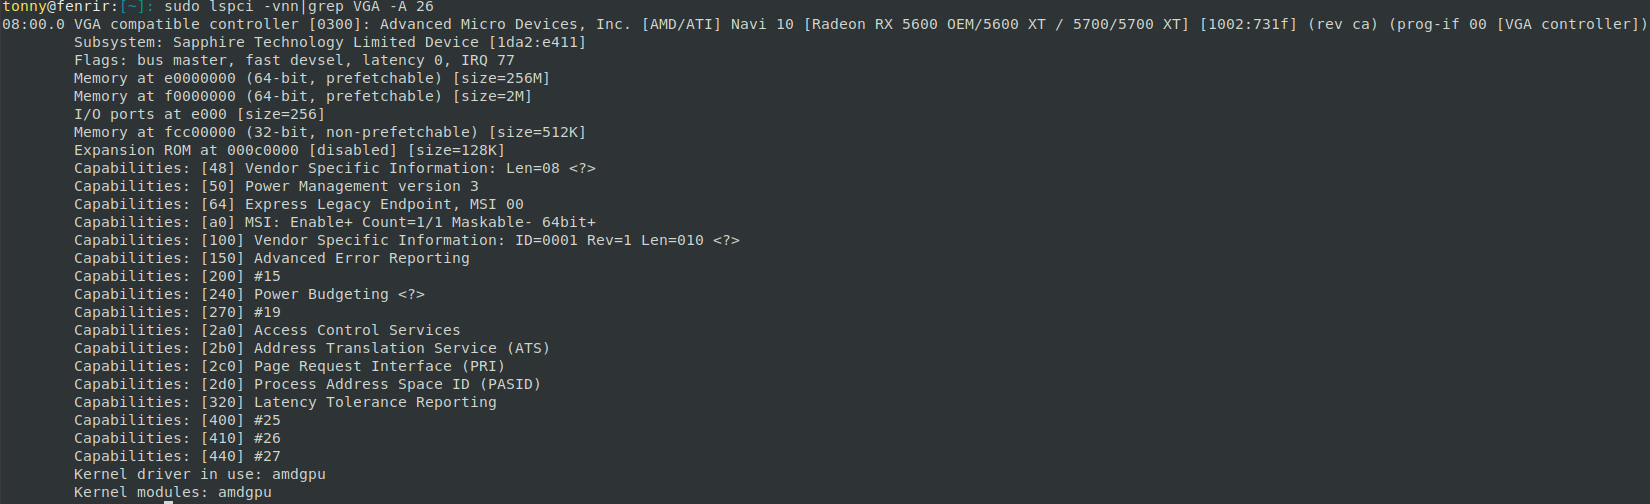 tonny@fenrir:[~]: sudo lspci -vnn|grep VGA -A 26
08:00.0 VGA compatible controller [0300]: Advanced Micro Devices, Inc. [AMD/ATI] Navi 10 [Radeon RX 5600 OEM/5600 XT / 5700/5700 XT] [1002:731f] (rev ca) (prog-if 00 [VGA controller])
Subsystem: Sapphire Technology Limited Device [1da2:e411]
Flags: bus master, fast devsel, latency 0, IRQ 77
Memory at e0000000 (64-bit, prefetchable) [size=256M]
Memory at f0000000 (64-bit, prefetchable) [size=2M]
I/O ports at e000 [size=256]
Memory at fcc00000 (32-bit, non-prefetchable) [size=512K]
Expansion ROM at 000c0000 [disabled] [size=128K]
Capabilities: [48] Vendor Specific Information: Len=08 <?>
Capabilities: [50] Power Management version 3
Capabilities: [64] Express Legacy Endpoint, MSI 00
Capabilities: [a0] MSI: Enable+ Count=1/1 Maskable- 64bit+
Capabilities: [100] Vendor Specific Information: ID=0001 Rev=1 Len=010 <?>
Capabilities: [150] Advanced Error Reporting
Capabilities: [200] #15
Capabilities: [240] Power Budgeting <?>
Capabilities: [270] #19
Capabilities: [2a0] Access Control Services
Capabilities: [2b0] Address Translation Service (ATS)
Capabilities: [2c0] Page Request Interface (PRI)
Capabilities: [2d0] Process Address Space ID (PASID)
Capabilities: [320] Latency Tolerance Reporting
Capabilities: [400] #25
Capabilities: [410] #26
Capabilities: [440] #27
Kernel driver in use: amdgpu
Kernel modules: amdgpu